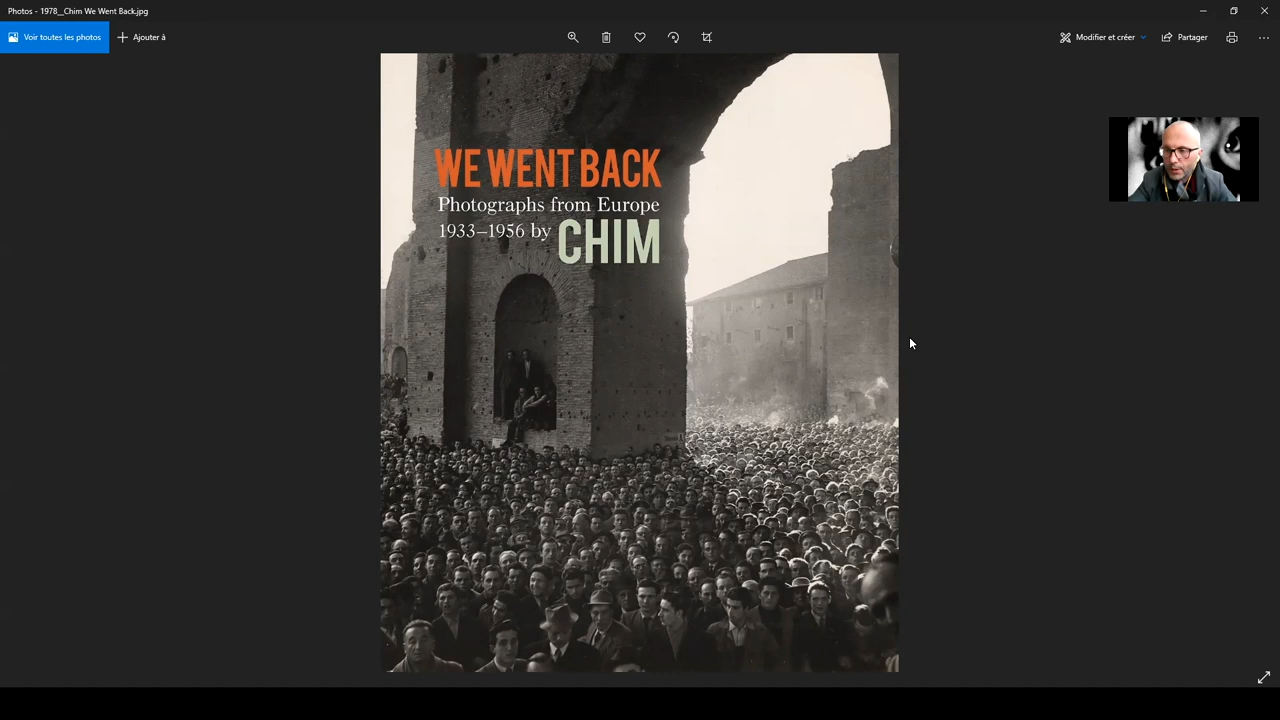 Photos - 1978__Chim We Went Back.jpg
Voir toutes les photos
Ajouter à
Modifier et créer
Partager
WE WENT BACK
Photographs from Europe
1933–1956 by CHIM